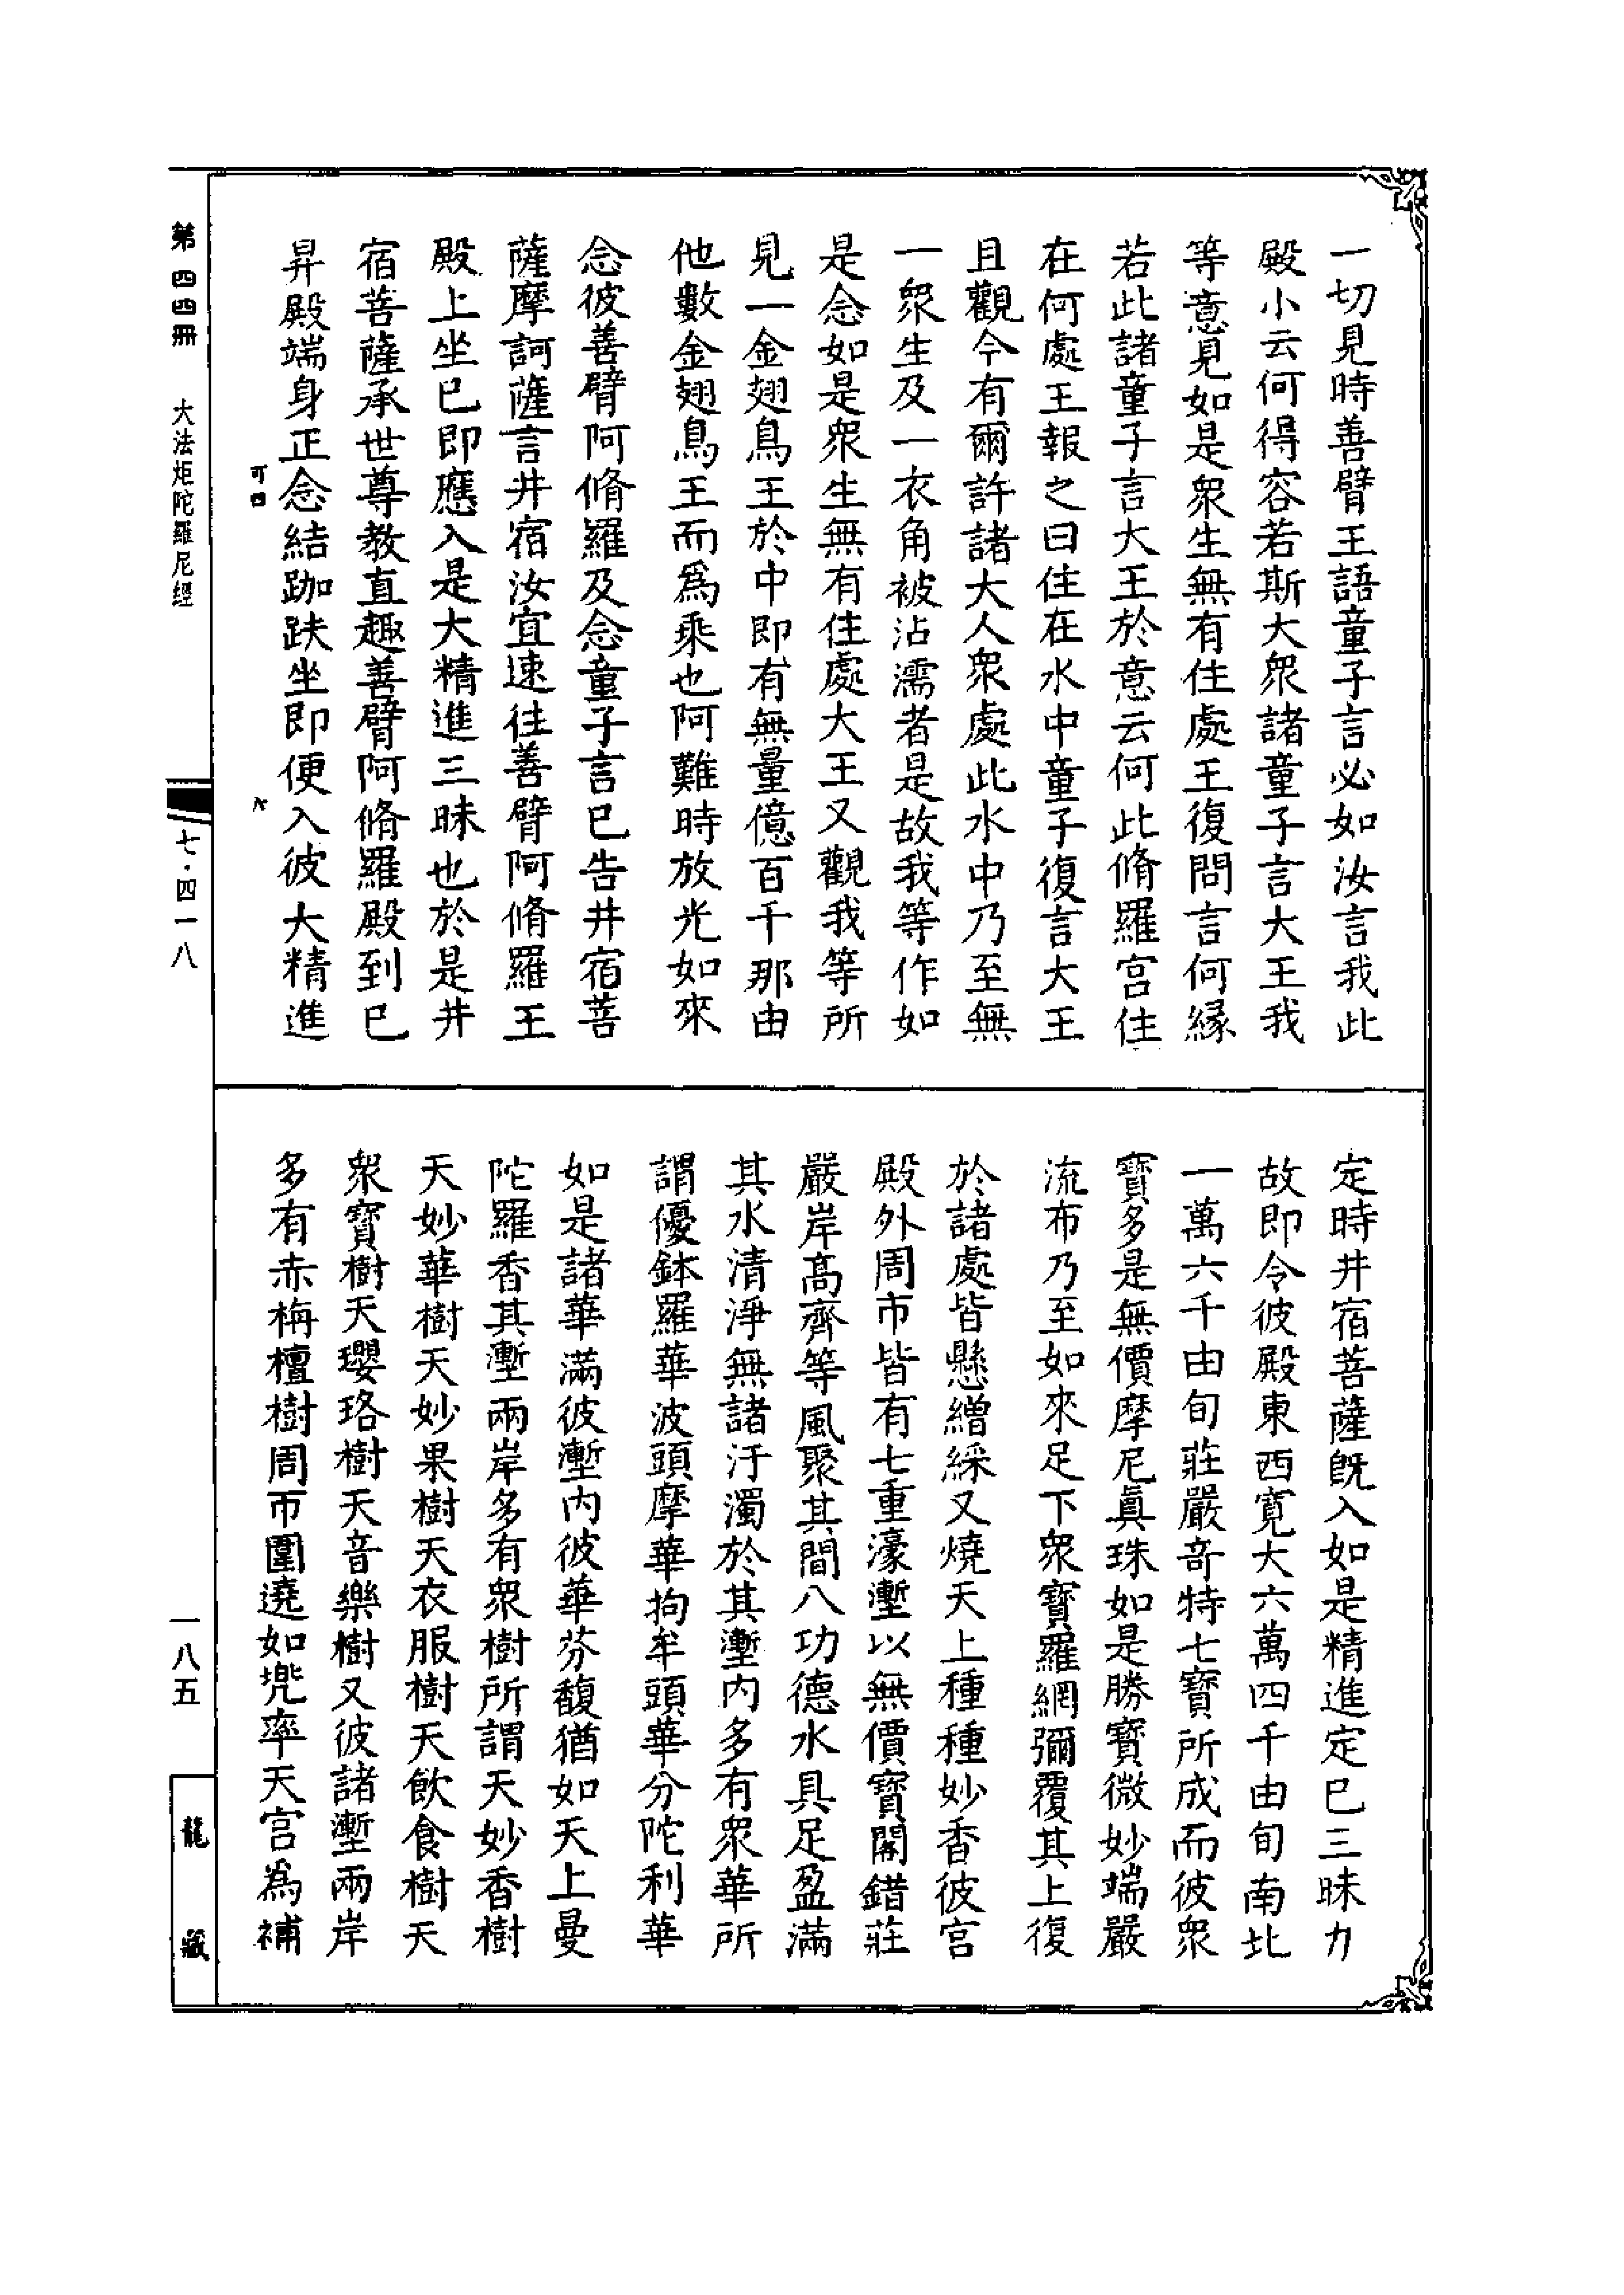 一切見時善臂王語童子言必如汝言我此
殿小云何得容若斯大衆諸童子言大王我
等意見如是衆生無有住處王復問言何縁
若此諸童子言大王於意云何此脩羅宫住
在何處王報之曰住在水中童子復言大王
且觀今有爾許諸大人衆處此水中乃至無
一衆生及一衣角被沾濡者是故我等作如
是念如是衆生無有住處大王又觀我等所
見一金翅鳥王於中即有無量億百千那由
他數金翅鳥王而爲乘也阿難時放光如來
念彼善臂阿脩羅及念童子言已告井宿菩
薩摩訶薩言井宿汝宜速往善臂阿脩羅王
殿上坐已即應入是大精進三昧也於是井
宿菩薩承世尊教直趣善臂阿脩羅殿到已
昇殿端身正念結跏趺坐即便入彼大精進
定時井宿菩薩旣入如是精進定已三昧力
故即令彼殿東西寛大六萬四千由旬南北
一萬六千由旬莊嚴竒特七寶所成而彼衆
寶多是無價摩尼眞珠如是勝寶微妙端嚴
流布乃至如來足下衆寶羅網彌覆其上復
於諸處皆懸繒綵又燒天上種種妙香彼宫
殿外周帀皆有七重濠塹以無價寶閣錯莊
嚴岸髙齊等風聚其間八功德水具足盈滿
其水清淨無諸汙濁於其塹内多有衆華所
謂優鉢羅華波頭摩華拘牟頭華分陀利華
如是諸華滿彼塹内彼華芬馥猶如天上曼
陀羅香其塹兩岸多有衆樹所謂天妙香樹
天妙華樹天妙果樹天衣服樹天飲食樹天
衆寶樹天瓔珞樹天音樂樹又彼諸塹兩岸
多有赤栴檀樹周帀圍遶如兜率天宫爲補
可四
第四四冊
大法炬陀羅尼經
七·四一八
一八五
龍藏